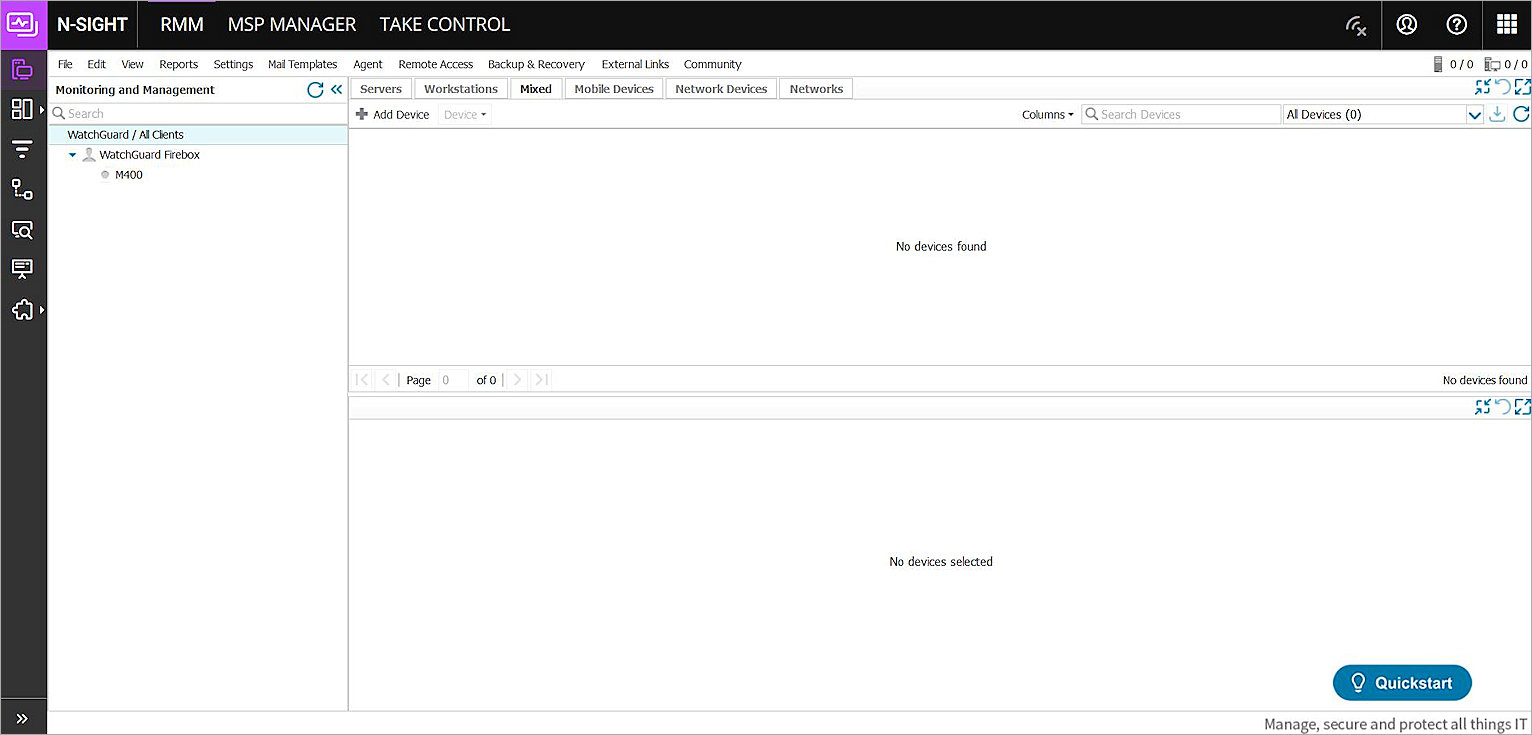 N-SIGHT RMM MSP MANAGER TAKE CONTROL
File Edit View Reports Settings Mail Templates Agent Remote Access Backup & Recovery External Links Community 0 / 0 0 / 0
Monitoring and Management
Servers Workstations Mixed Mobile Devices Network Devices Networks
Search
Add Device Device Columns Search Devices All Devices (0)
WatchGuard / All Clients
WatchGuard Firebox
M400
No devices found
Page 0 of 0 No devices found
No devices selected
Quickstart
Manage, secure and protect all things IT